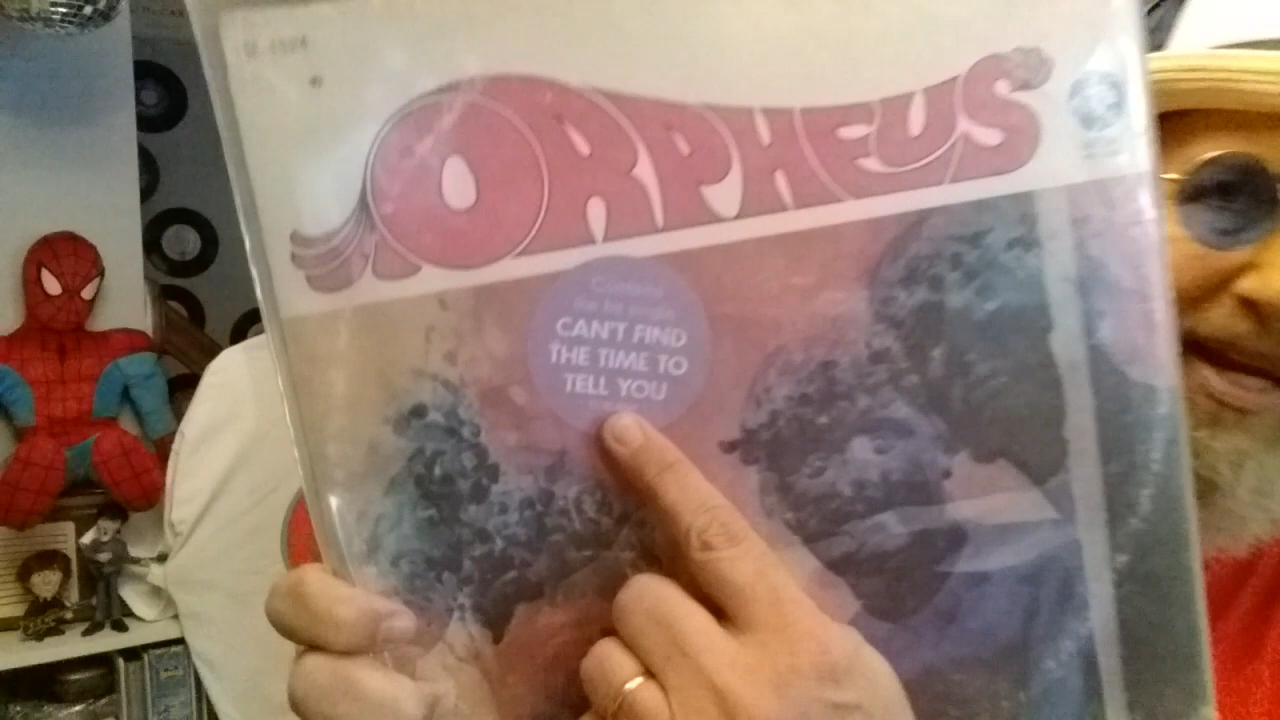 ORPHEUS
Contains
the hit single
CAN'T FIND
THE TIME TO
TELL YOU